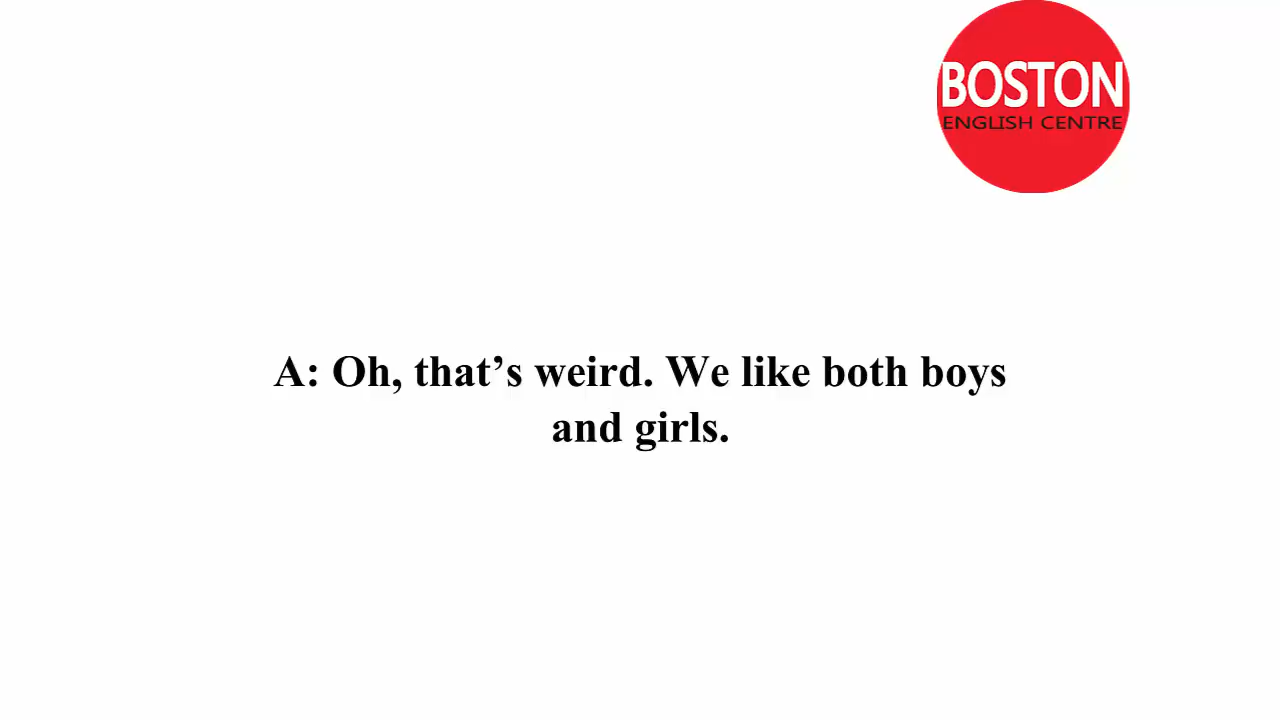 BOSTON
ENGLISH CENTRE
A: Oh, that’s weird. We like both boys
and girls.